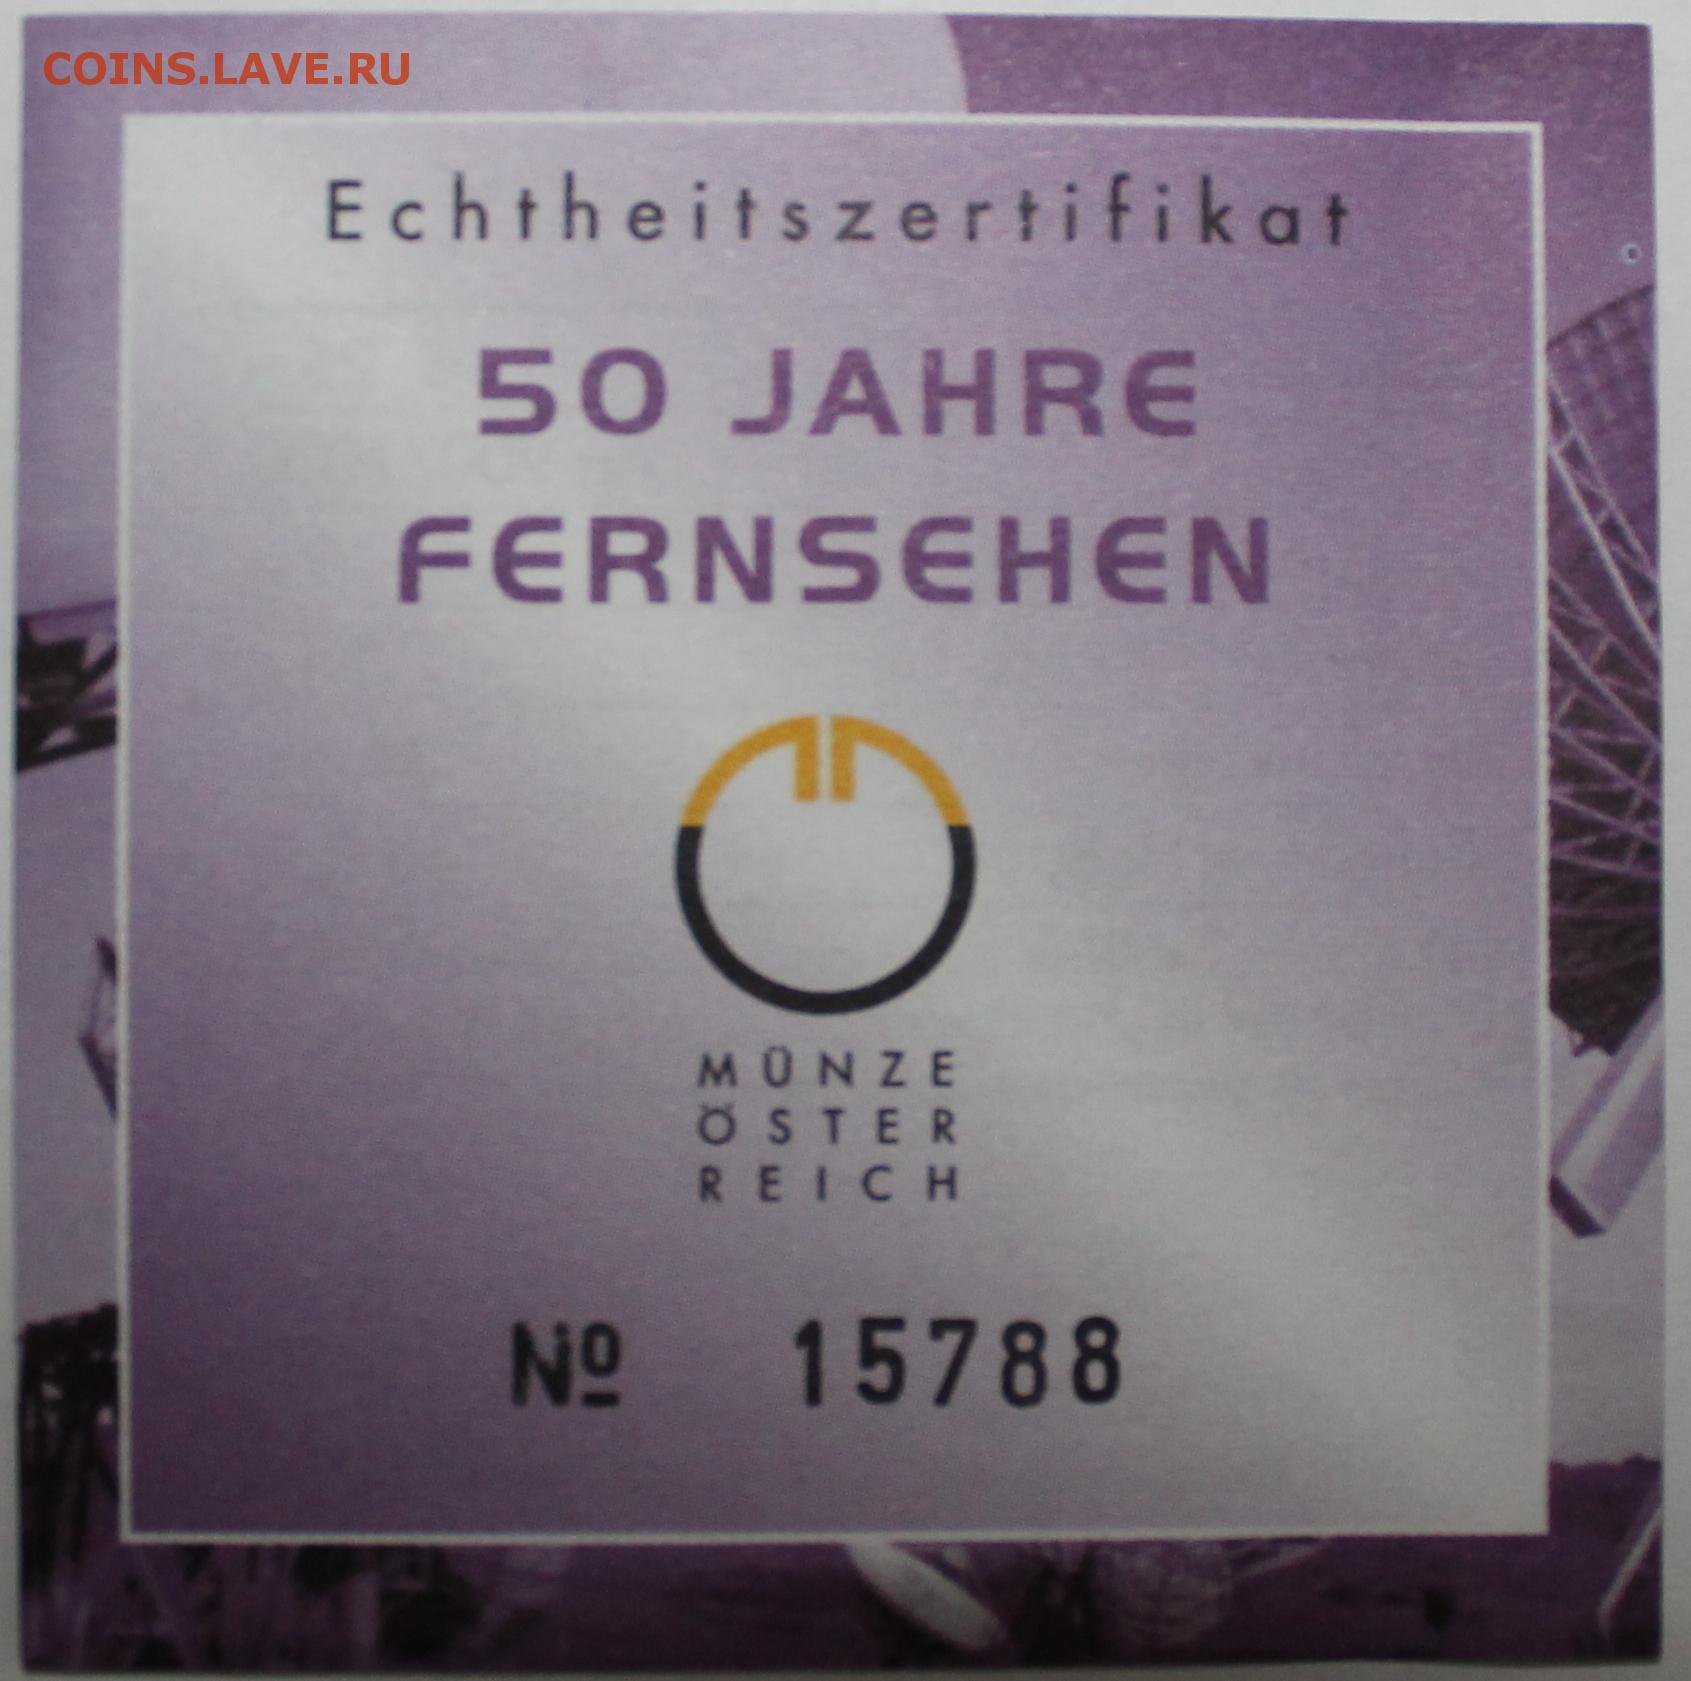 COINS.LAVE.RU
Echtheitszertifikat
50 JAHRE
FERNSEHEN
MÜNZE
ÖSTER
REICH
№ 15788